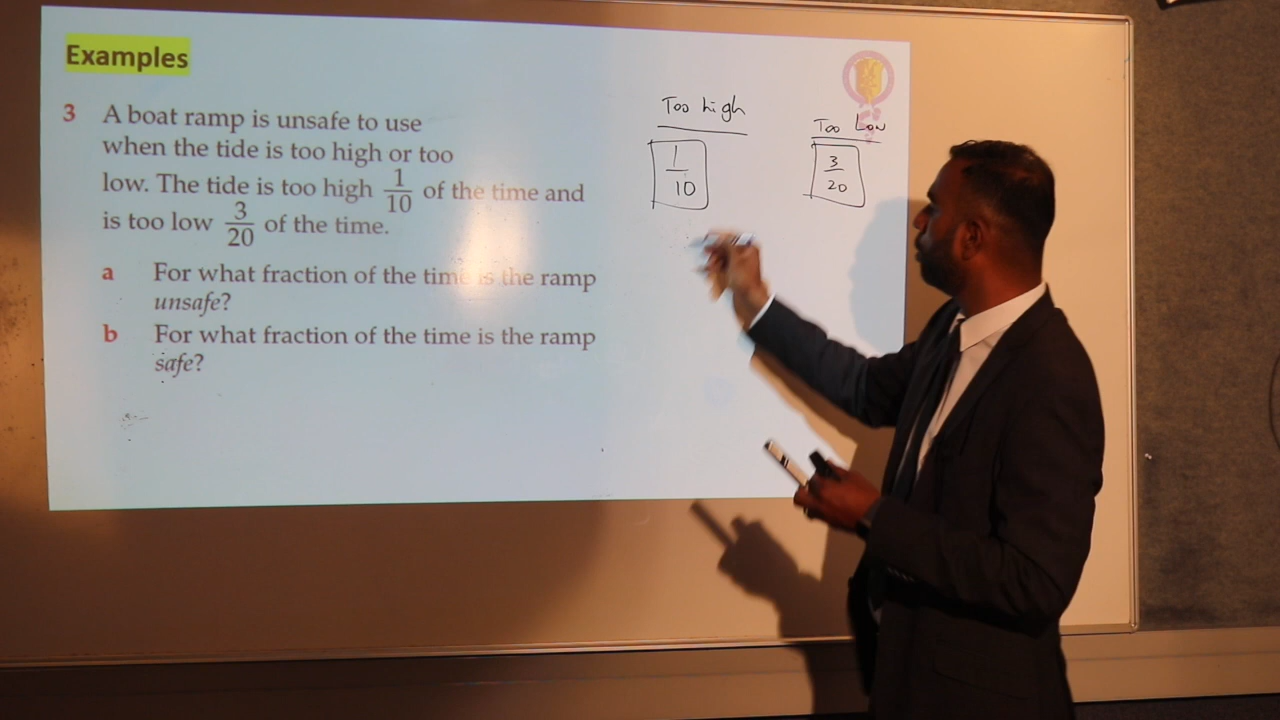 Examples
3 A boat ramp is unsafe to use
when the tide is too high or too
low. The tide is too high 1/10 of the time and
is too low 3/20 of the time.
a For what fraction of the time is the ramp
unsafe?
b For what fraction of the time is the ramp
safe?
Too high
1/10
Too Low
3/20